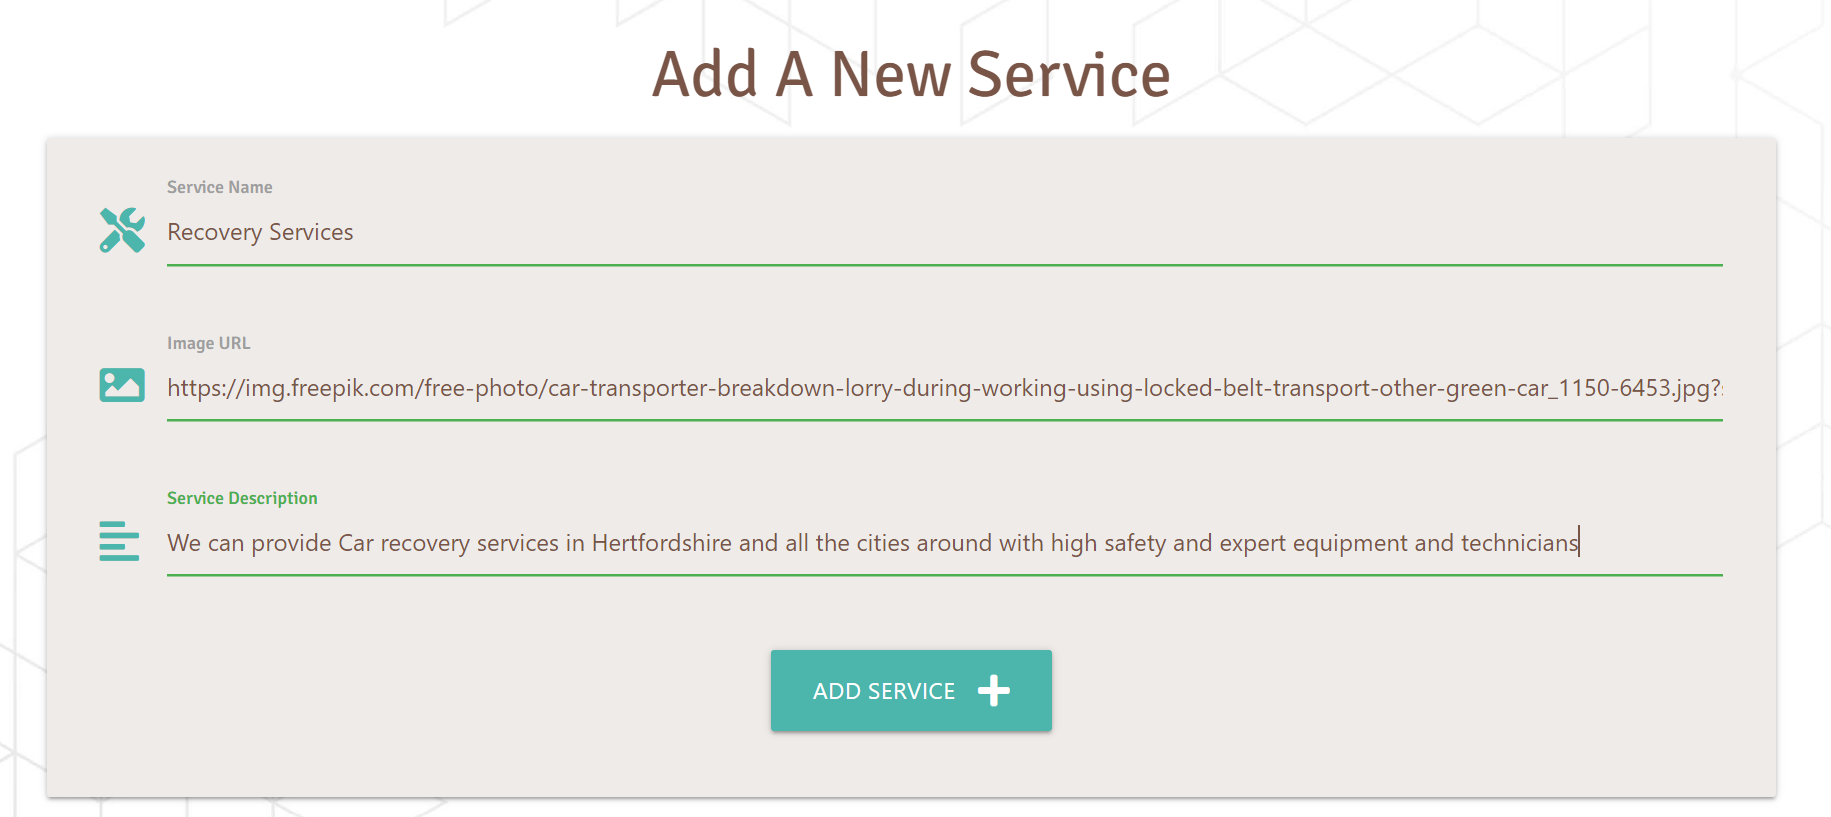 Add A New Service
Service Name
Recovery Services
Image URL
https://img.freepik.com/free-photo/car-transporter-breakdown-lorry-during-working-using-locked-belt-transport-other-green-car_1150-6453.jpg?
Service Description
We can provide Car recovery services in Hertfordshire and all the cities around with high safety and expert equipment and technicians
ADD SERVICE